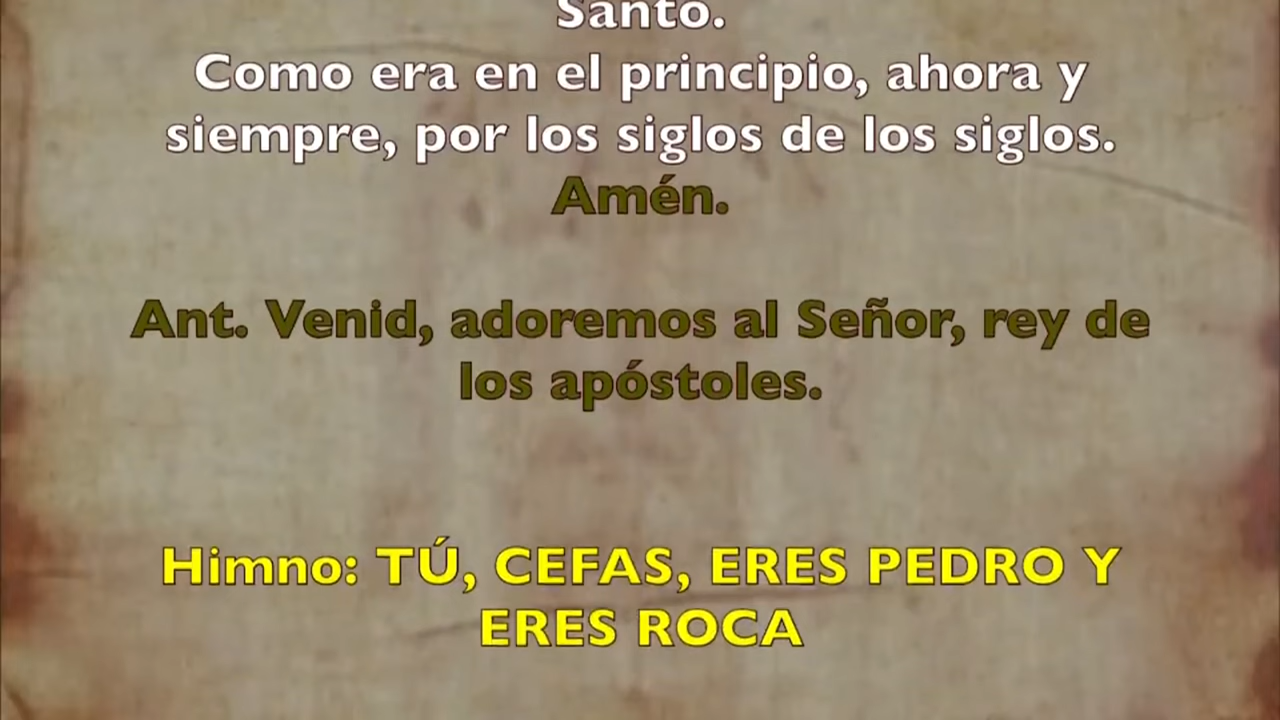 Santo.
Como era en el principio, ahora y
siempre, por los siglos de los siglos.
Amén.
Ant. Venid, adoremos al Señor, rey de
los apóstoles.
Himno: TÚ, CEFAS, ERES PEDRO Y
ERES ROCA